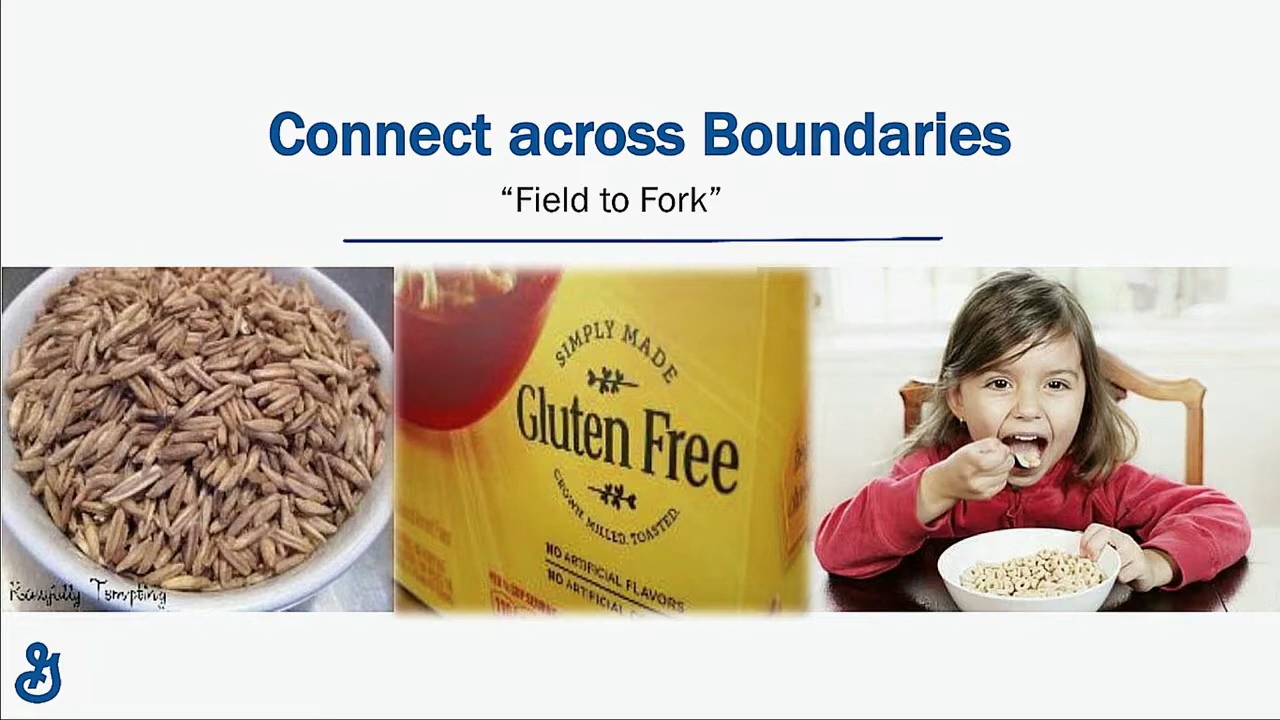 Connect across Boundaries
“Field to Fork”
SIMPLY MADE
Gluten Free
GROWN, MILLED, TOASTED.
NO ARTIFICIAL FLAVORS
NO ARTIFICIAL
Tempting